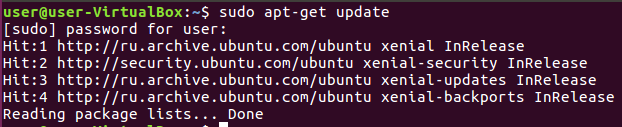 user@user-VirtualBox:~$ sudo apt-get update
[sudo] password for user:
Hit:1 http://ru.archive.ubuntu.com/ubuntu xenial InRelease
Hit:2 http://security.ubuntu.com/ubuntu xenial-security InRelease
Hit:3 http://ru.archive.ubuntu.com/ubuntu xenial-updates InRelease
Hit:4 http://ru.archive.ubuntu.com/ubuntu xenial-backports InRelease
Reading package lists... Done
user@user-VirtualBox:~$